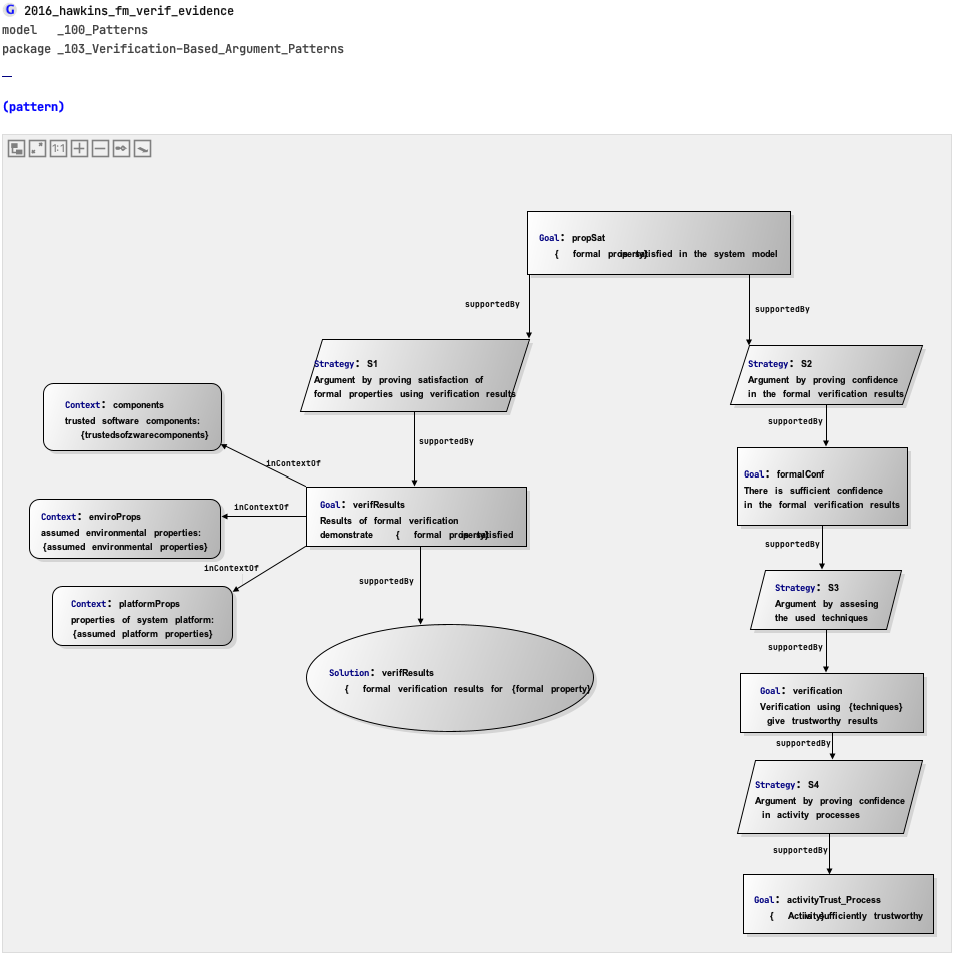 G 2016_hawkins_fm_verif_evidence
model _100_Patterns
package _103_Verification-Based_Argument_Patterns
(pattern)
1:1
Goal: propSat
{ formal property} is satisfied in the system model
supportedBy
supportedBy
Strategy: S1
Argument by proving satisfaction of
formal properties using verification results
Strategy: S2
Argument by proving confidence
in the formal verification results
Context: components
trusted software components:
{trustedsofzwarecomponents}
supportedBy
supportedBy
inContextOf
Goal: formalConf
There is sufficient confidence
in the formal verification results
Goal: verifResults
Results of formal verification
demonstrate { formal property} is satisfied
inContextOf
Context: enviroProps
assumed environmental properties:
{assumed environmental properties}
inContextOf
supportedBy
supportedBy
Context: platformProps
properties of system platform:
{assumed platform properties}
Strategy: S3
Argument by assesing
the used techniques
supportedBy
Solution: verifResults
{ formal verification results for {formal property}
Goal: verification
Verification using {techniques}
give trustworthy results
supportedBy
Strategy: S4
Argument by proving confidence
in activity processes
supportedBy
Goal: activityTrust_Process
{ Activity} sufficiently trustworthy